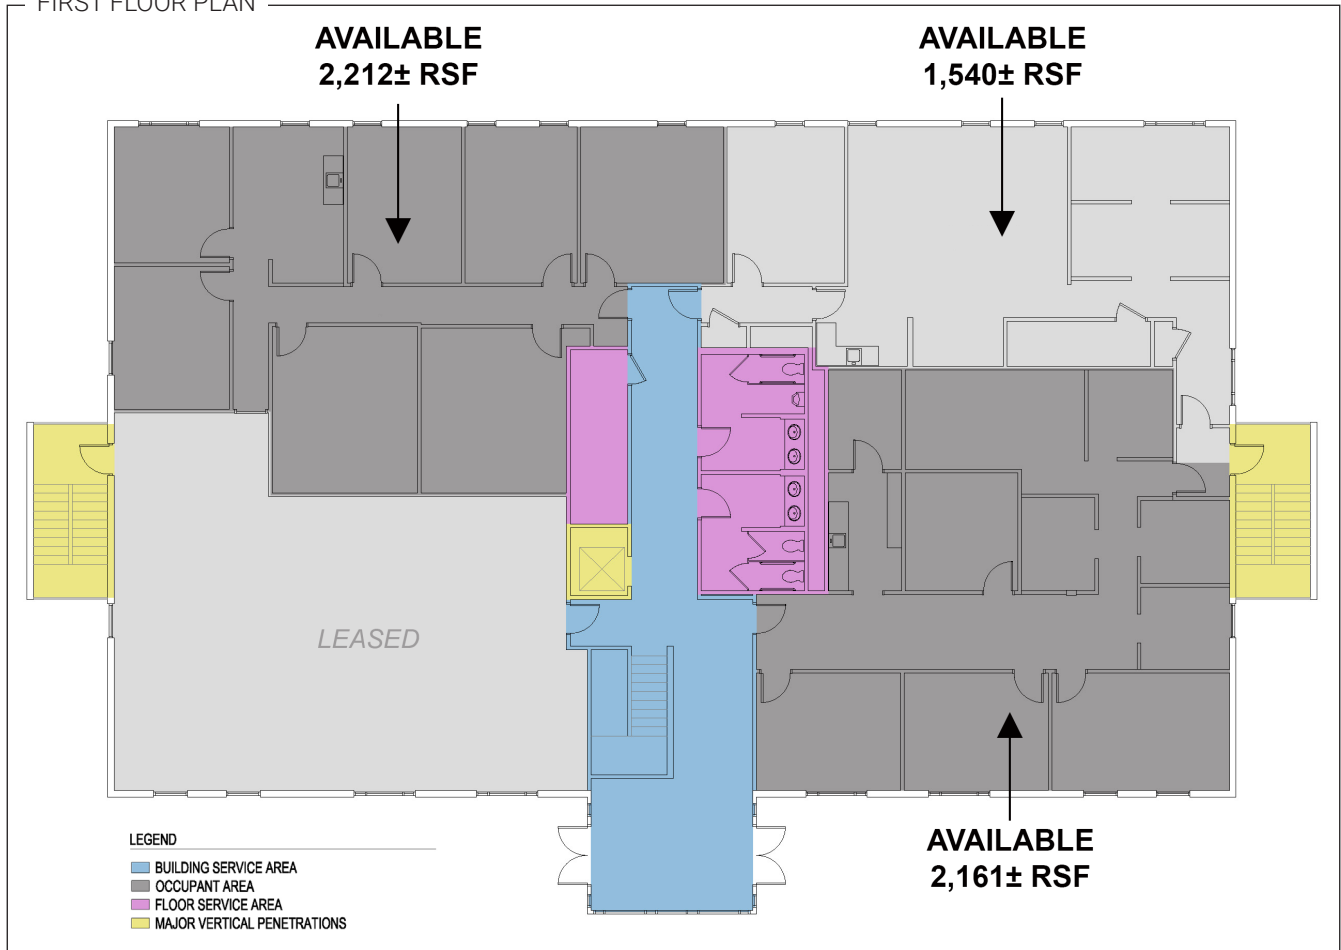 FIRST FLOOR PLAN
AVAILABLE
2,212± RSF
AVAILABLE
1,540± RSF
LEASED
AVAILABLE
2,161± RSF
LEGEND
BUILDING SERVICE AREA
OCCUPANT AREA
FLOOR SERVICE AREA
MAJOR VERTICAL PENETRATIONS